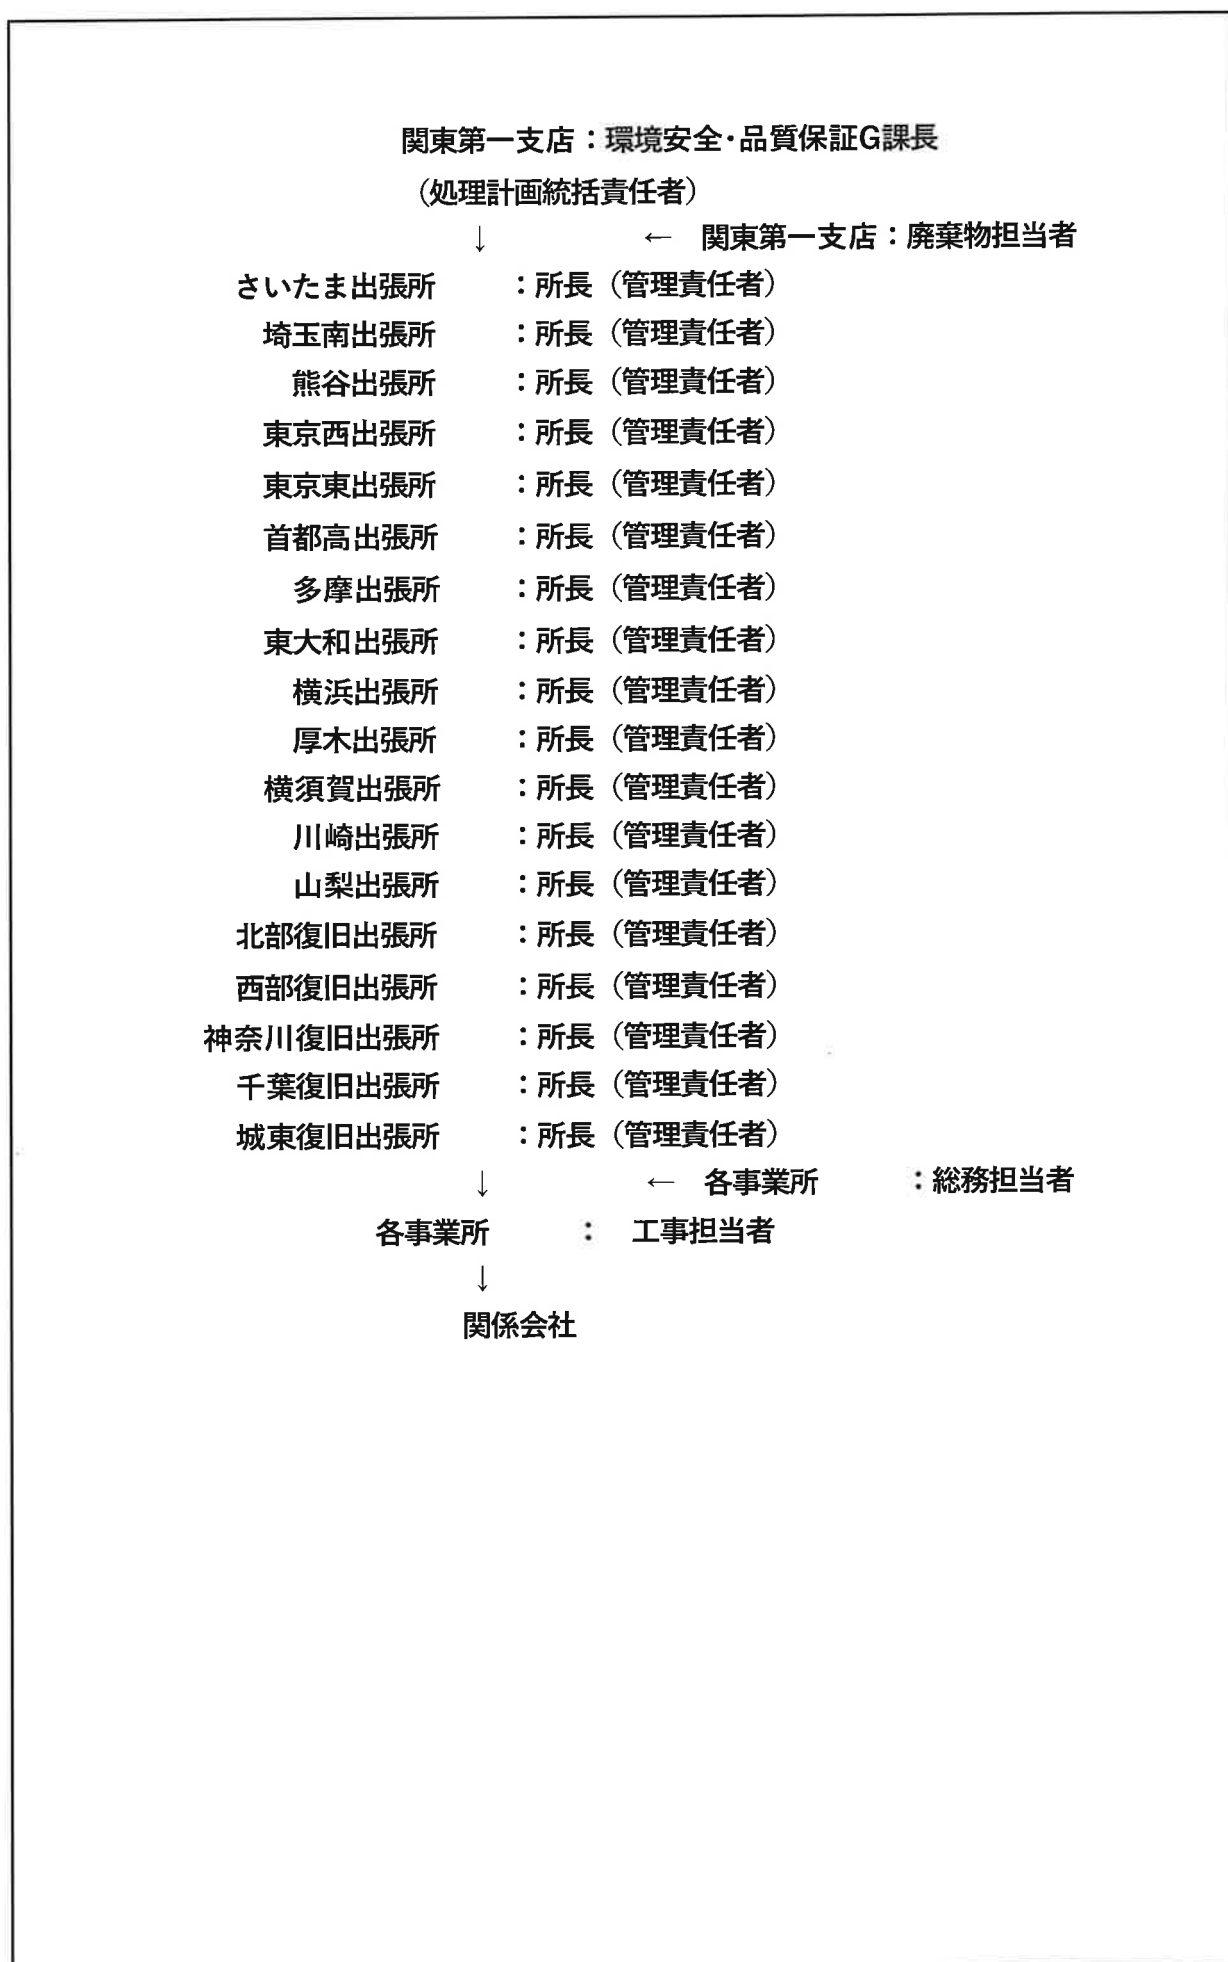 関東第一支店：環境安全・品質保証G課長
（処理計画統括責任者）
↓ ← 関東第一支店：廃棄物担当者
さいたま出張所 ：所長（管理責任者）
埼玉南出張所 ：所長（管理責任者）
熊谷出張所 ：所長（管理責任者）
東京西出張所 ：所長（管理責任者）
東京東出張所 ：所長（管理責任者）
首都高出張所 ：所長（管理責任者）
多摩出張所 ：所長（管理責任者）
東大和出張所 ：所長（管理責任者）
横浜出張所 ：所長（管理責任者）
厚木出張所 ：所長（管理責任者）
横須賀出張所 ：所長（管理責任者）
川崎出張所 ：所長（管理責任者）
山梨出張所 ：所長（管理責任者）
北部復旧出張所 ：所長（管理責任者）
西部復旧出張所 ：所長（管理責任者）
神奈川復旧出張所 ：所長（管理責任者）
千葉復旧出張所 ：所長（管理責任者）
城東復旧出張所 ：所長（管理責任者）
↓ ← 各事業所 ：総務担当者
各事業所 ： 工事担当者
↓
関係会社